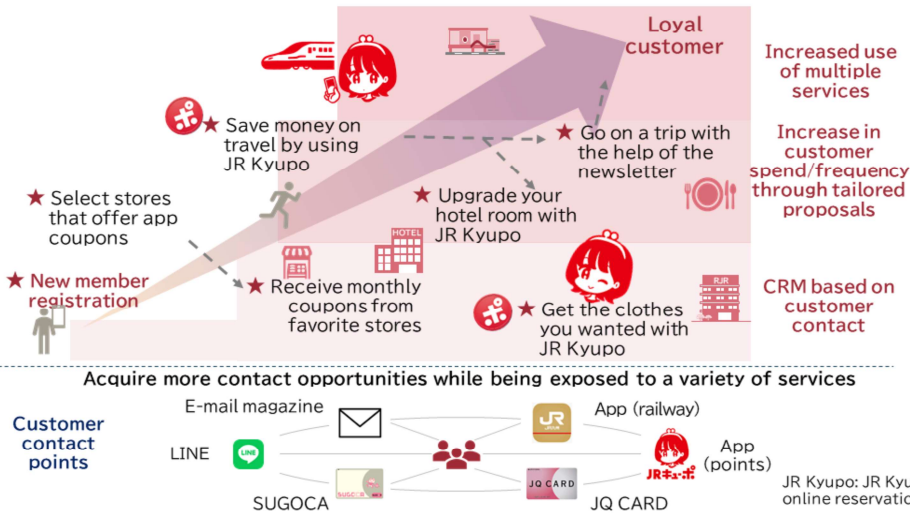 Loyal
customer
Increased use
of multiple
services
★ Save money on
travel by using
JR Kyupo
★ Go on a trip with
the help of the
newsletter
Increase in
customer
spend/frequency
through tailored
proposals
★ Select stores
that offer app
coupons
★ Upgrade your
hotel room with
JR Kyupo
HOTEL
★ New member
registration
★ Receive monthly
coupons from
favorite stores
ポ
★ Get the clothes
you wanted with
JR Kyupo
RJR
CRM based on
customer
contact
ポ
Acquire more contact opportunities while being exposed to a variety of services
Customer
contact
points
E-mail magazine
LINE
LINE
SUGOCA
JR
App (railway)
JQ CARD
JQ CARD
JRキューポ
App
(points)
JR Kyupo: JR Kyu
online reservatio